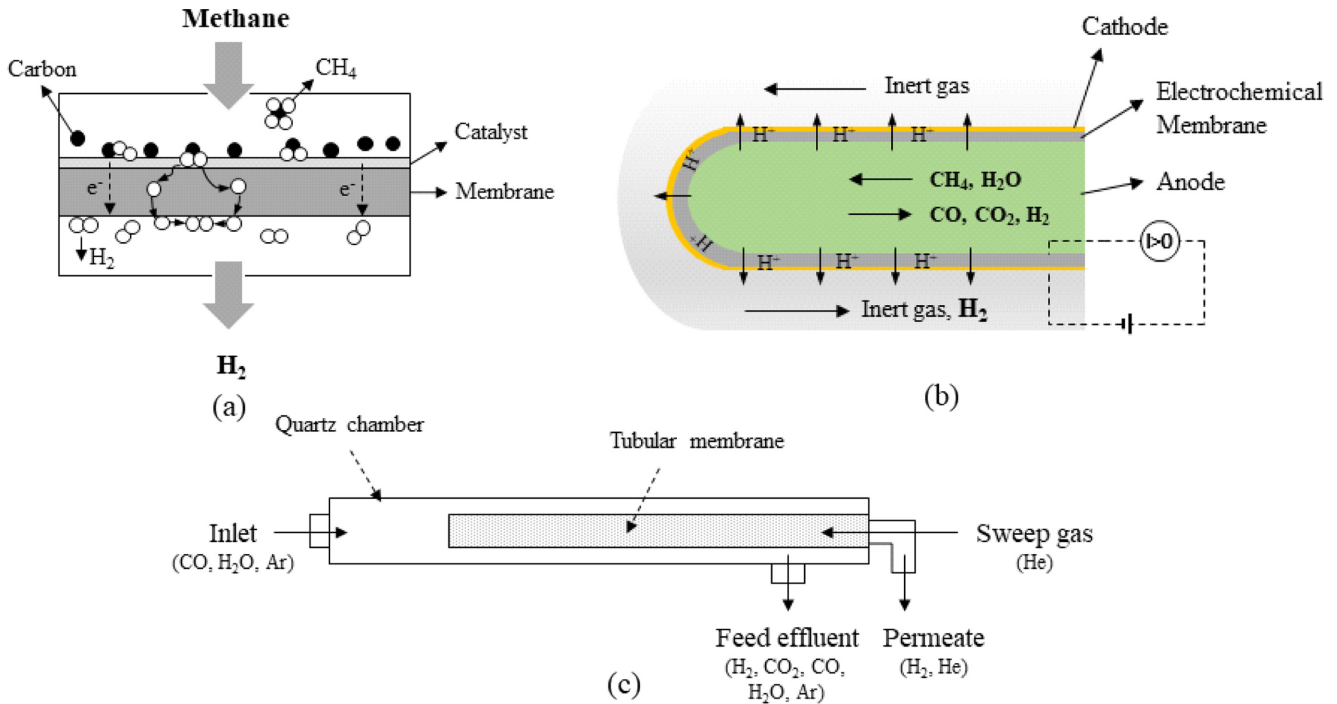 Methane
Carbon
CH₄
Catalyst
e⁻
e⁻
Membrane
H₂
H₂
(a)
Cathode
Inert gas
Electrochemical
Membrane
H⁺
H⁺
H⁺
H⁺
CH₄, H₂O
Anode
CO, CO₂, H₂
I>0
H⁺
H⁺
H⁺
H⁺
Inert gas, H₂
(b)
Quartz chamber
Tubular membrane
Inlet
(CO, H₂O, Ar)
Sweep gas
(He)
Feed effluent
(H₂, CO₂, CO,
H₂O, Ar)
Permeate
(H₂, He)
(c)